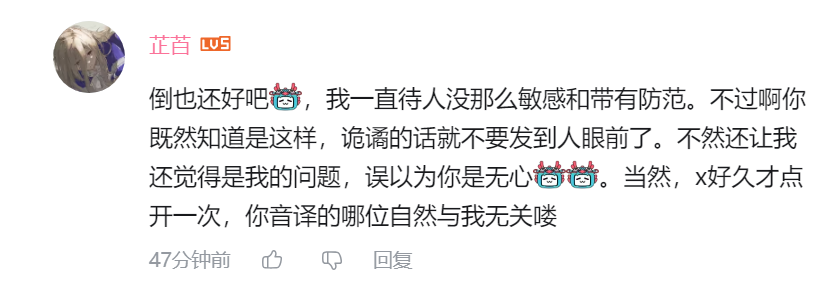 芷苕 LV5
倒也还好吧，我一直待人没那么敏感和带有防范。不过啊你
既然知道是这样，诡谲的话就不要发到人眼前了。不然还让我
还觉得是我的问题，误以为你是无心。当然，x好久才点
开一次，你音译的哪位自然与我无关喽
47分钟前 回复